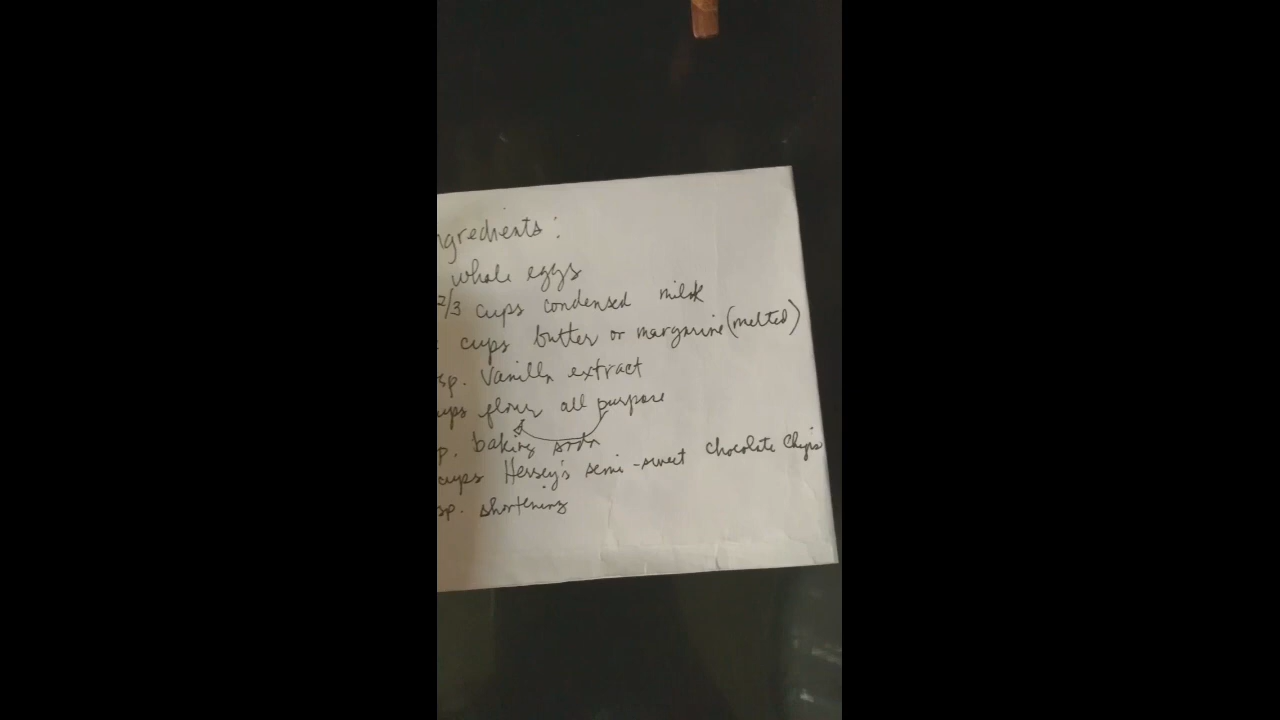 ngredients:
whole eggs
2/3 cups condensed milk
cups butter or margarine (melted)
sp. Vanilla extract
ups flour all purpose
p. baking soda
cups Hersey's semi-sweet chocolate chips
sp. shortening